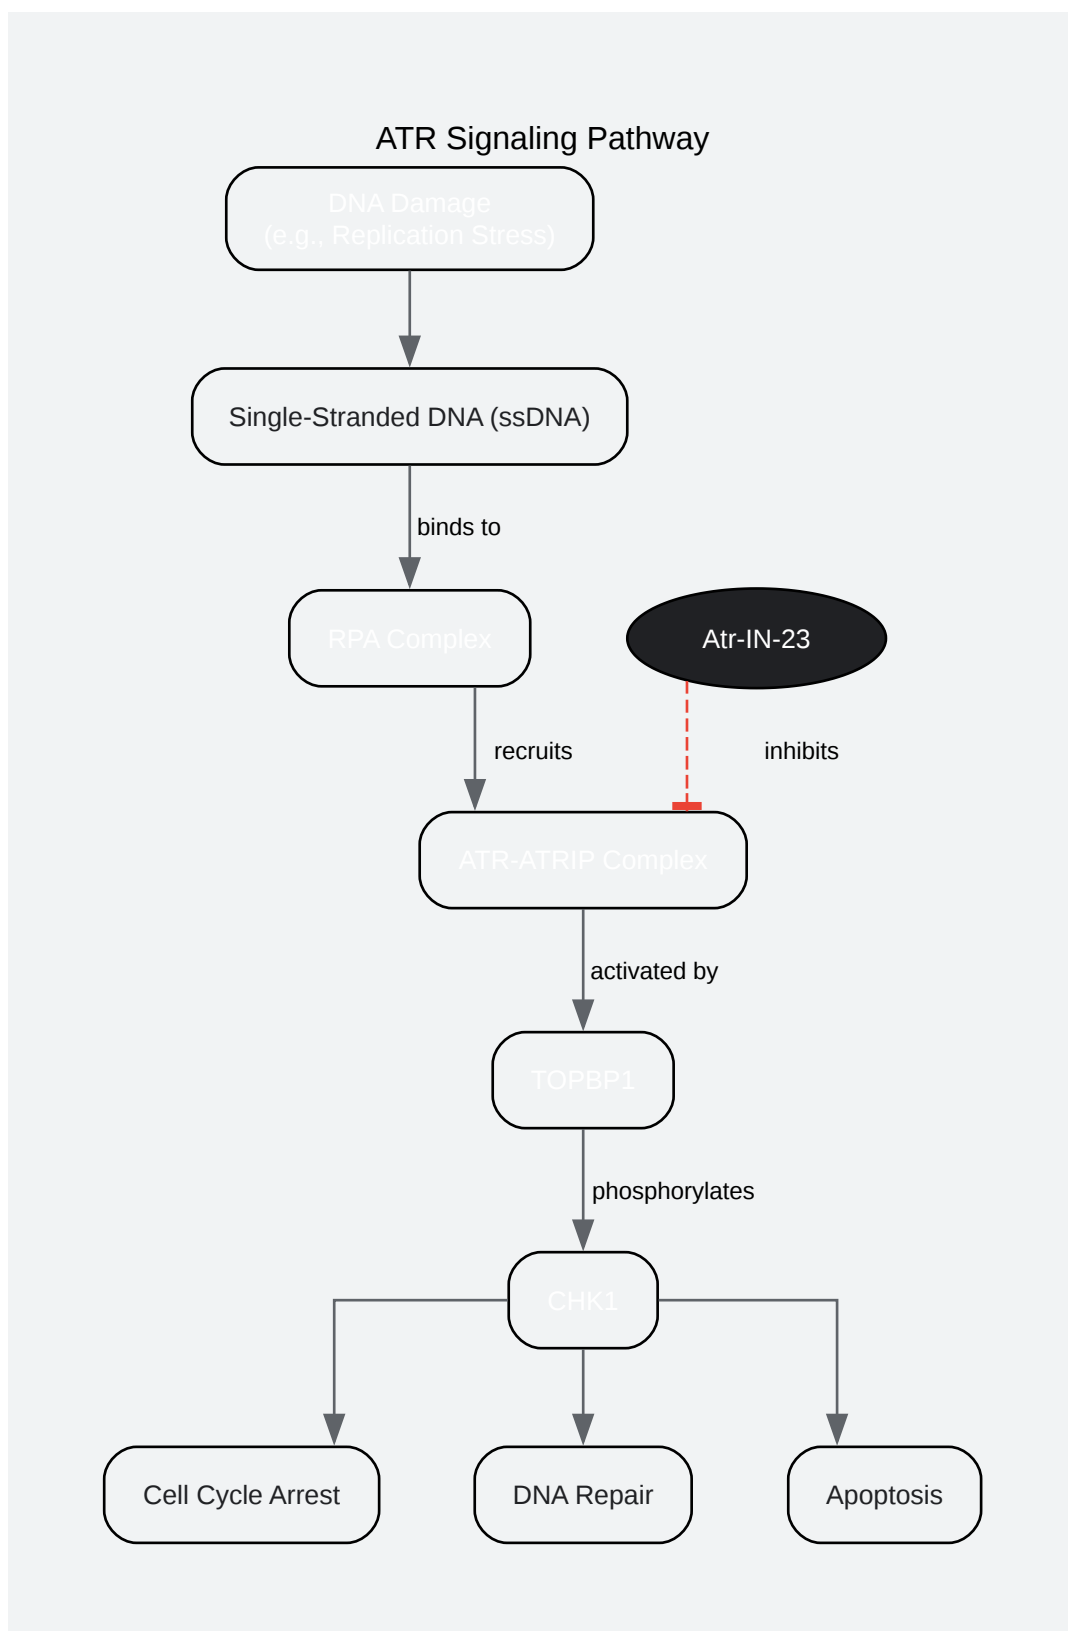 ATR Signaling Pathway
DNA Damage
(e.g., Replication Stress)
Single-Stranded DNA (ssDNA)
binds to
RPA Complex
Atr-IN-23
recruits
inhibits
ATR-ATRIP Complex
activated by
TOPBP1
phosphorylates
CHK1
Cell Cycle Arrest
DNA Repair
Apoptosis